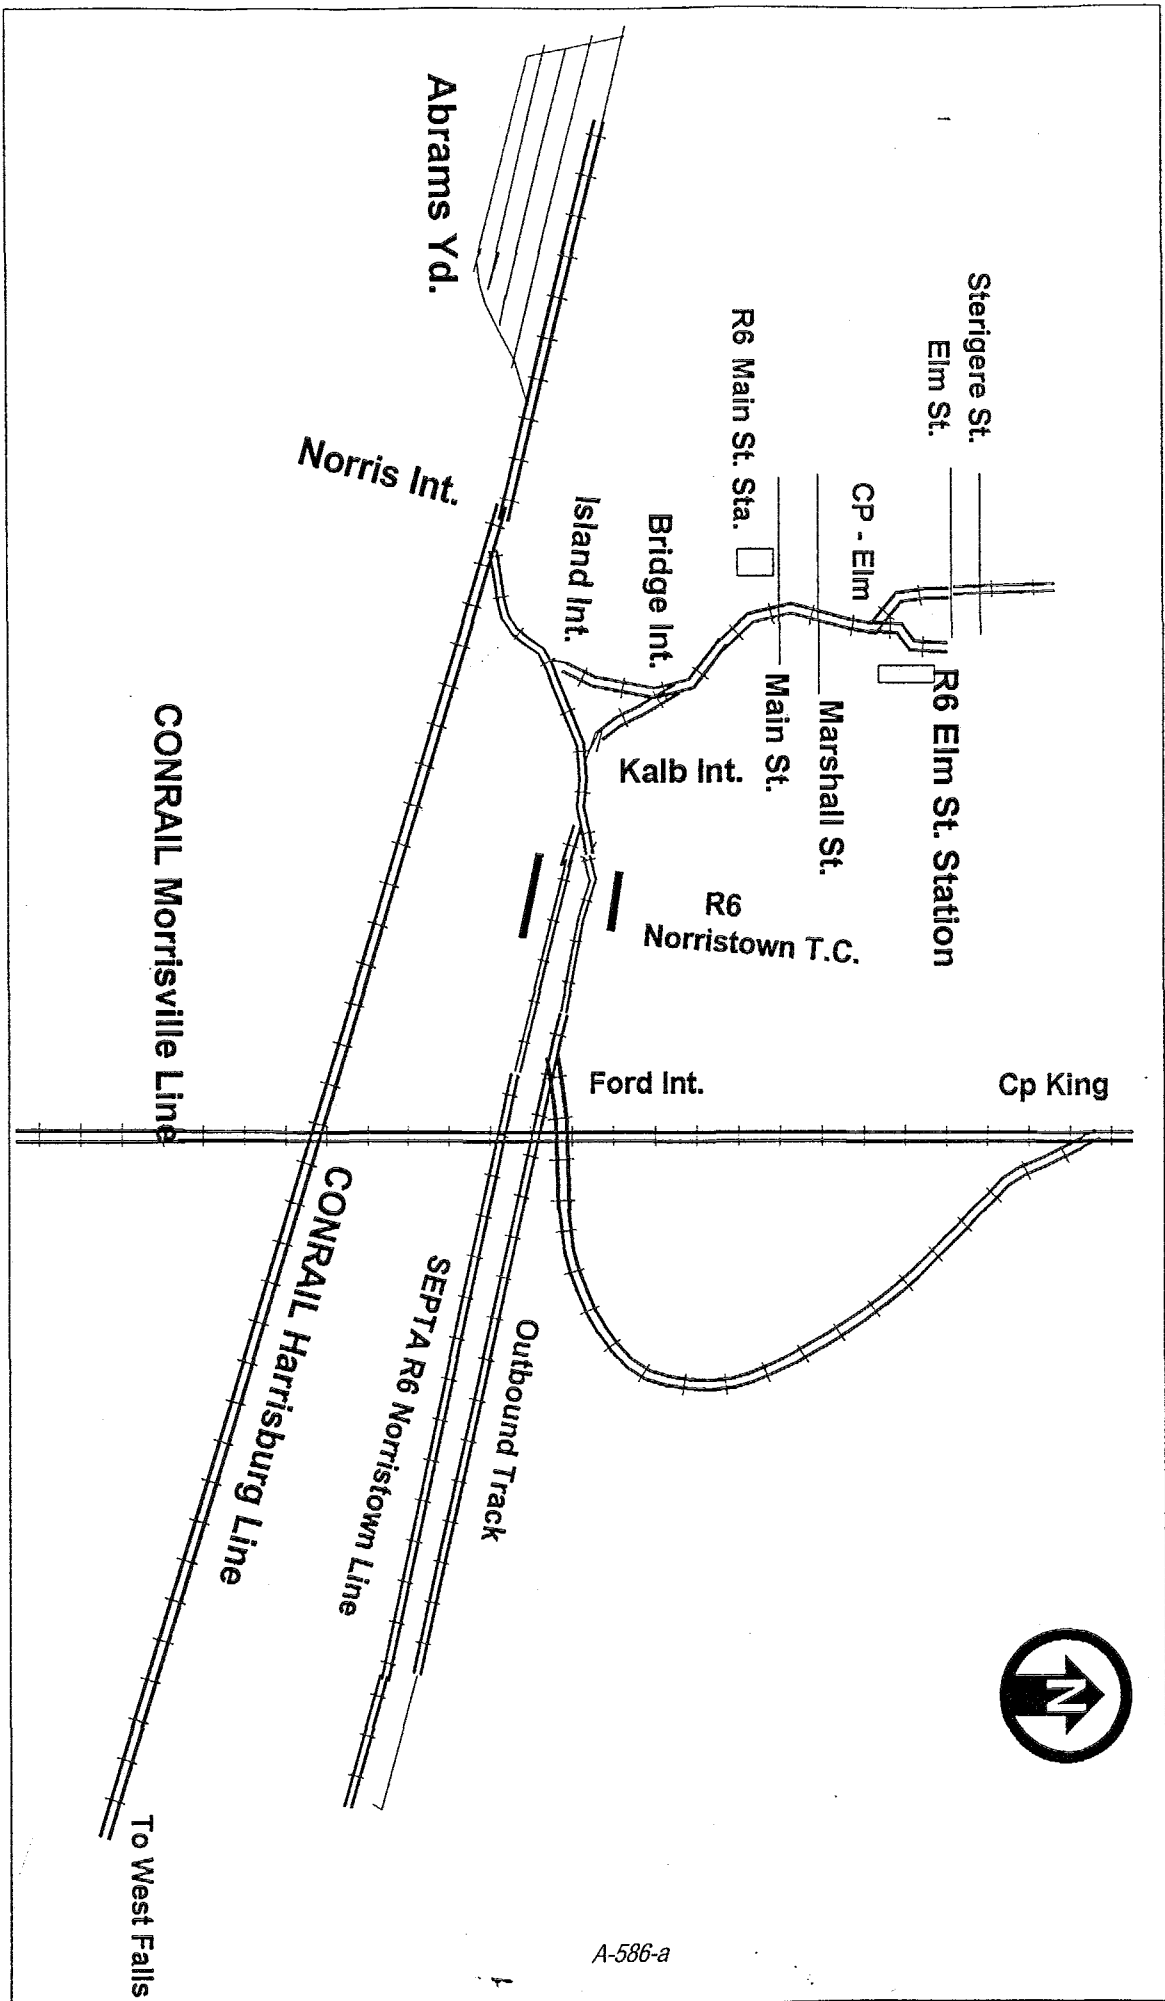 Abrams Yd.
Norris Int.
Island Int.
Bridge Int.
R6 Main St. Sta.
CP - Elm
Elm St.
Sterigere St.
R6 Elm St. Station
Marshall St.
Main St.
Kalb Int.
R6
Norristown T.C.
Ford Int.
Cp King
CONRAIL Morrisville Line
CONRAIL Harrisburg Line
SEPTA R6 Norristown Line
Outbound Track
To West Falls
N
A-586-a